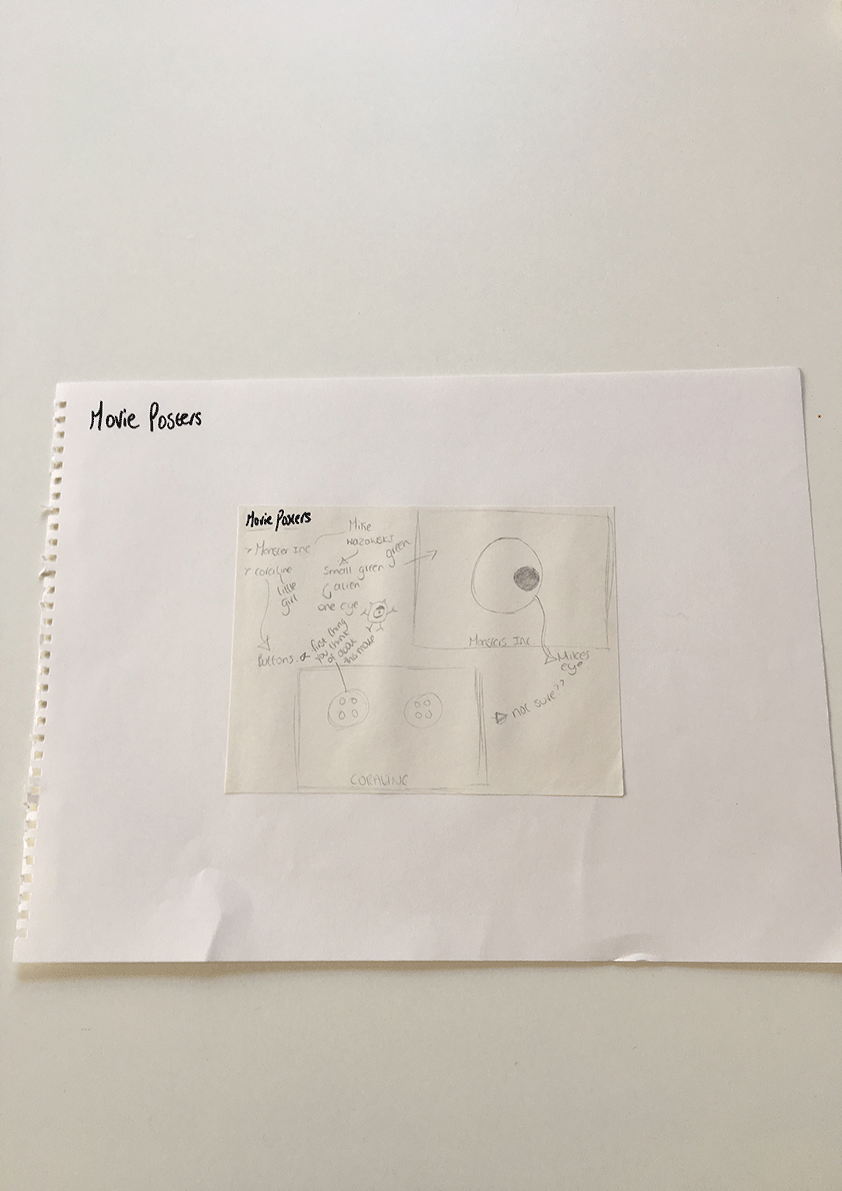 Movie Posters
Movie Posters
Monster Inc
Coraline
little
girl
Buttons
first thing
you think
of about
this movie
Mike
WAZOWSKI
Small green
alien
one eye
green
Monsters Inc
Mikes
eye
not sure??
CORALINE